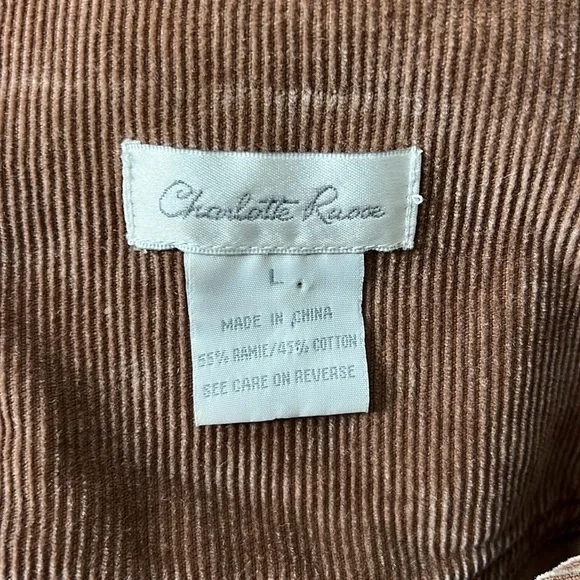 Charlotte Russe
L
MADE IN CHINA
55% RAMIE/45% COTTON
SEE CARE ON REVERSE